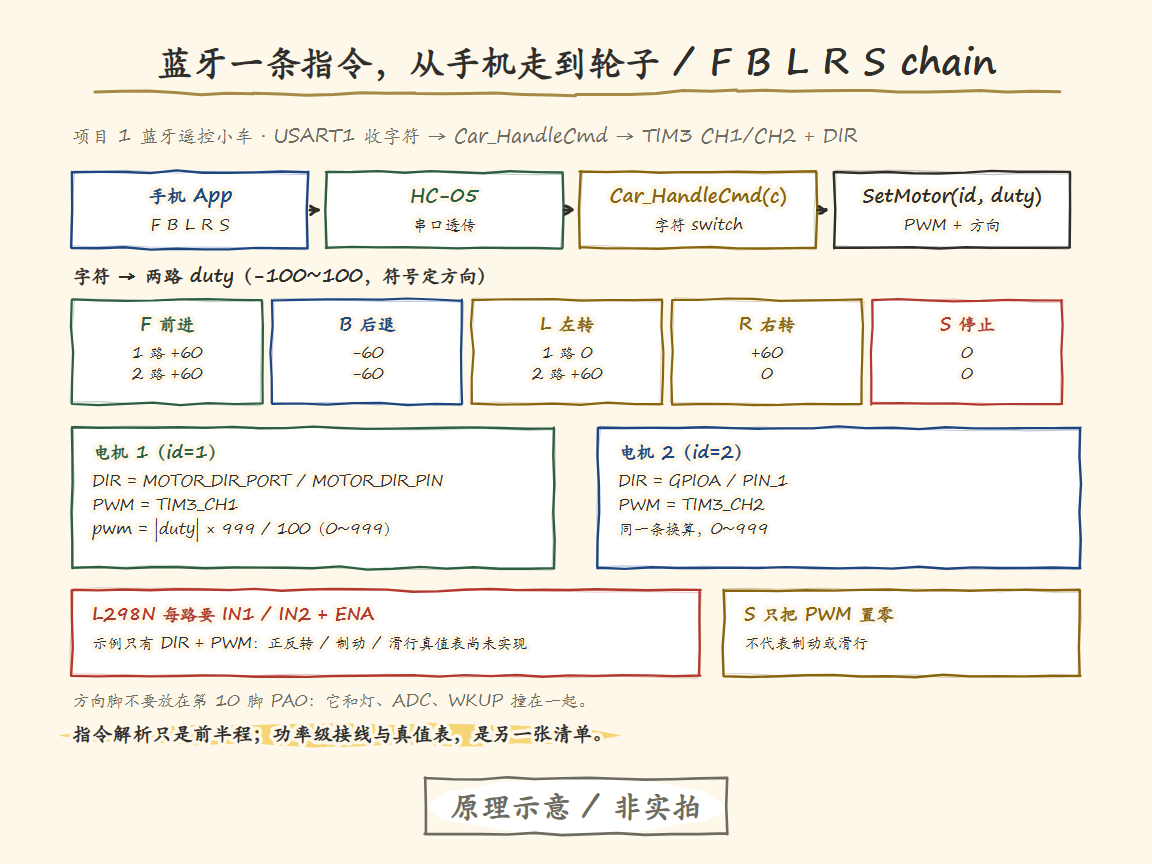 蓝牙一条指令，从手机走到轮子 / F B L R S chain
项目 1 蓝牙遥控小车 · USART1 收字符 → Car_HandleCmd → TIM3 CH1/CH2 + DIR
手机 App
F B L R S
HC-05
串口透传
Car_HandleCmd(c)
字符 switch
SetMotor(id, duty)
PWM + 方向
字符 → 两路 duty（-100~100，符号定方向）
F 前进
1 路 +60
2 路 +60
B 后退
-60
-60
L 左转
1 路 0
2 路 +60
R 右转
+60
0
S 停止
0
0
电机 1（id=1）
DIR = MOTOR_DIR_PORT / MOTOR_DIR_PIN
PWM = TIM3_CH1
pwm = |duty| × 999 / 100（0~999）
电机 2（id=2）
DIR = GPIOA / PIN_1
PWM = TIM3_CH2
同一条换算，0~999
L298N 每路要 IN1 / IN2 + ENA
示例只有 DIR + PWM：正反转 / 制动 / 滑行真值表尚未实现
S 只把 PWM 置零
不代表制动或滑行
方向脚不要放在第 10 脚 PA0：它和灯、ADC、WKUP 撞在一起。
指令解析只是前半程；功率级接线与真值表，是另一张清单。
原理示意 / 非实拍